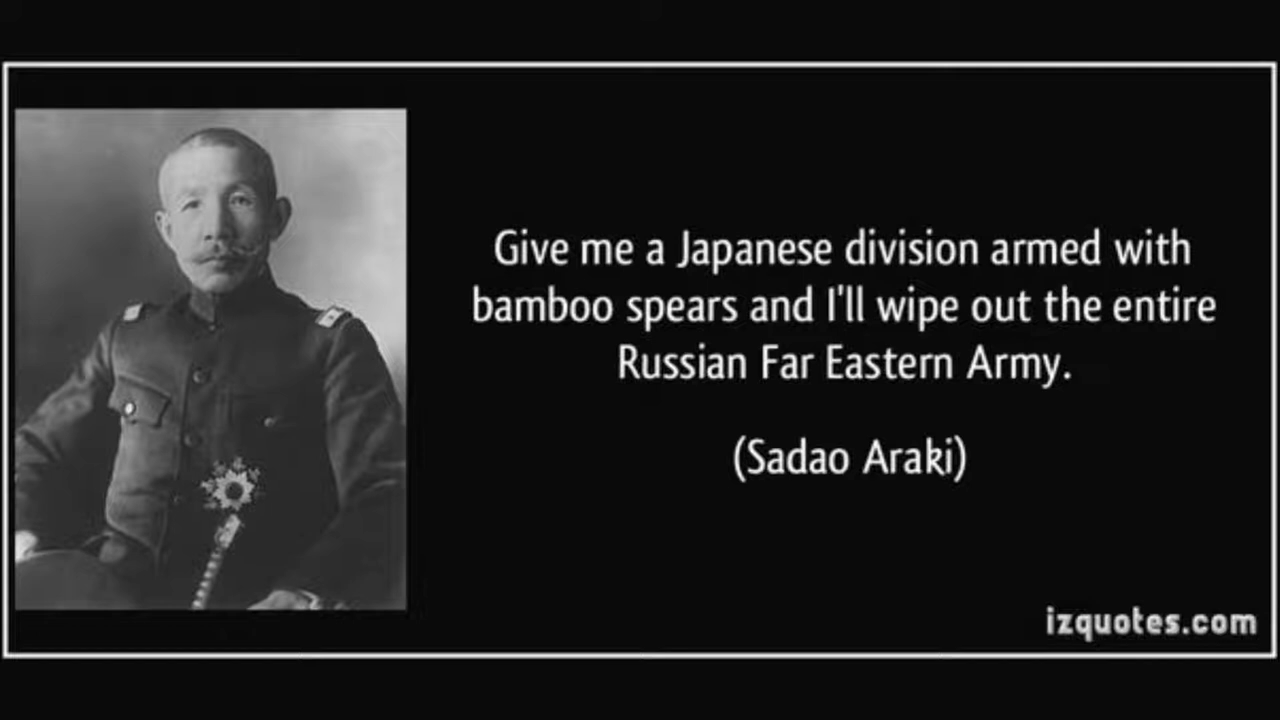 Give me a Japanese division armed with
bamboo spears and I'll wipe out the entire
Russian Far Eastern Army.
(Sadao Araki)
izquotes.com